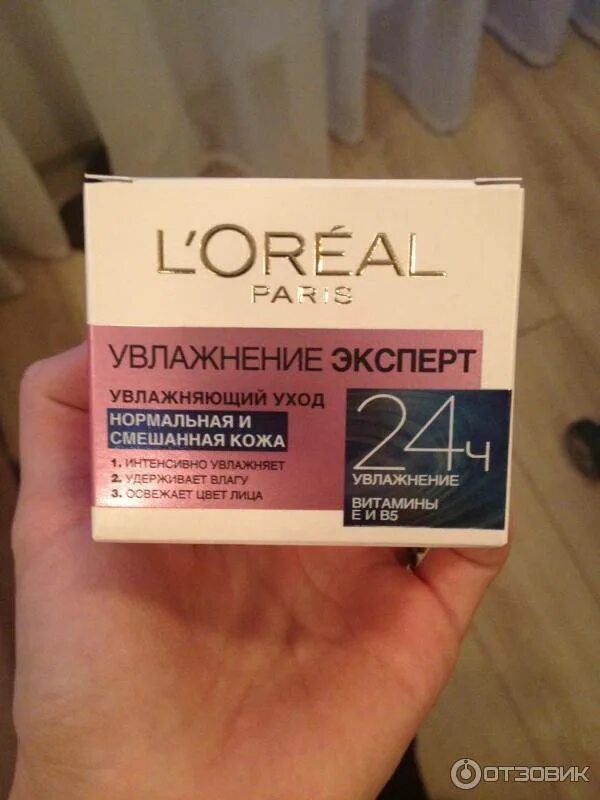 L'ORÉAL
PARIS
УВЛАЖНЕНИЕ ЭКСПЕРТ
УВЛАЖНЯЮЩИЙ УХОД
НОРМАЛЬНАЯ И
СМЕШАННАЯ КОЖА
1. ИНТЕНСИВНО УВЛАЖНЯЕТ
2. УДЕРЖИВАЕТ ВЛАГУ
3. ОСВЕЖАЕТ ЦВЕТ ЛИЦА
24ч
УВЛАЖНЕНИЕ
ВИТАМИНЫ
Е И В5
ОТЗОВИК